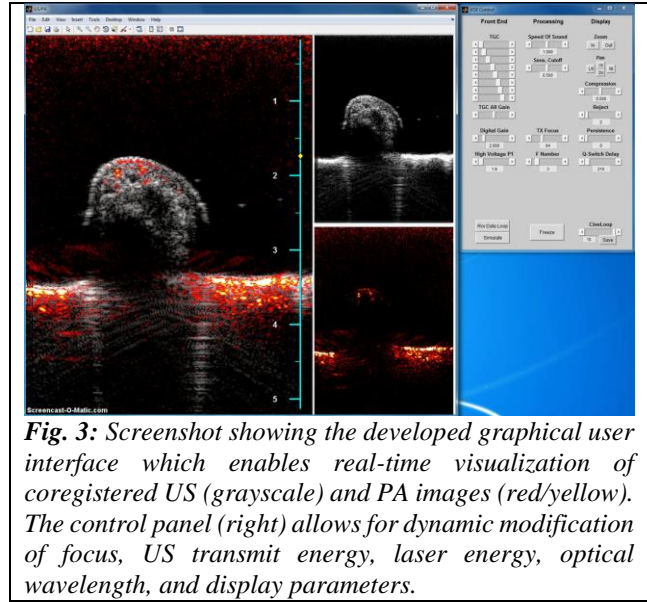 US/PA
File Edit View Insert Tools Desktop Window Help
VSX Control
Front End Processing Display
TGC Speed Of Sound Zoom
In Out
Sens. Cutoff Pan
Compression
TGC All Gain Reject
Digital Gain TX Focus Persistence
High Voltage P1 F Number Q-Switch Delay
CineLoop
Freeze
Simulate Save
1
2
3
4
5
Screencast-O-Matic.com
Fig. 3: Screenshot showing the developed graphical user
interface which enables real-time visualization of
coregistered US (grayscale) and PA images (red/yellow).
The control panel (right) allows for dynamic modification
of focus, US transmit energy, laser energy, optical
wavelength, and display parameters.